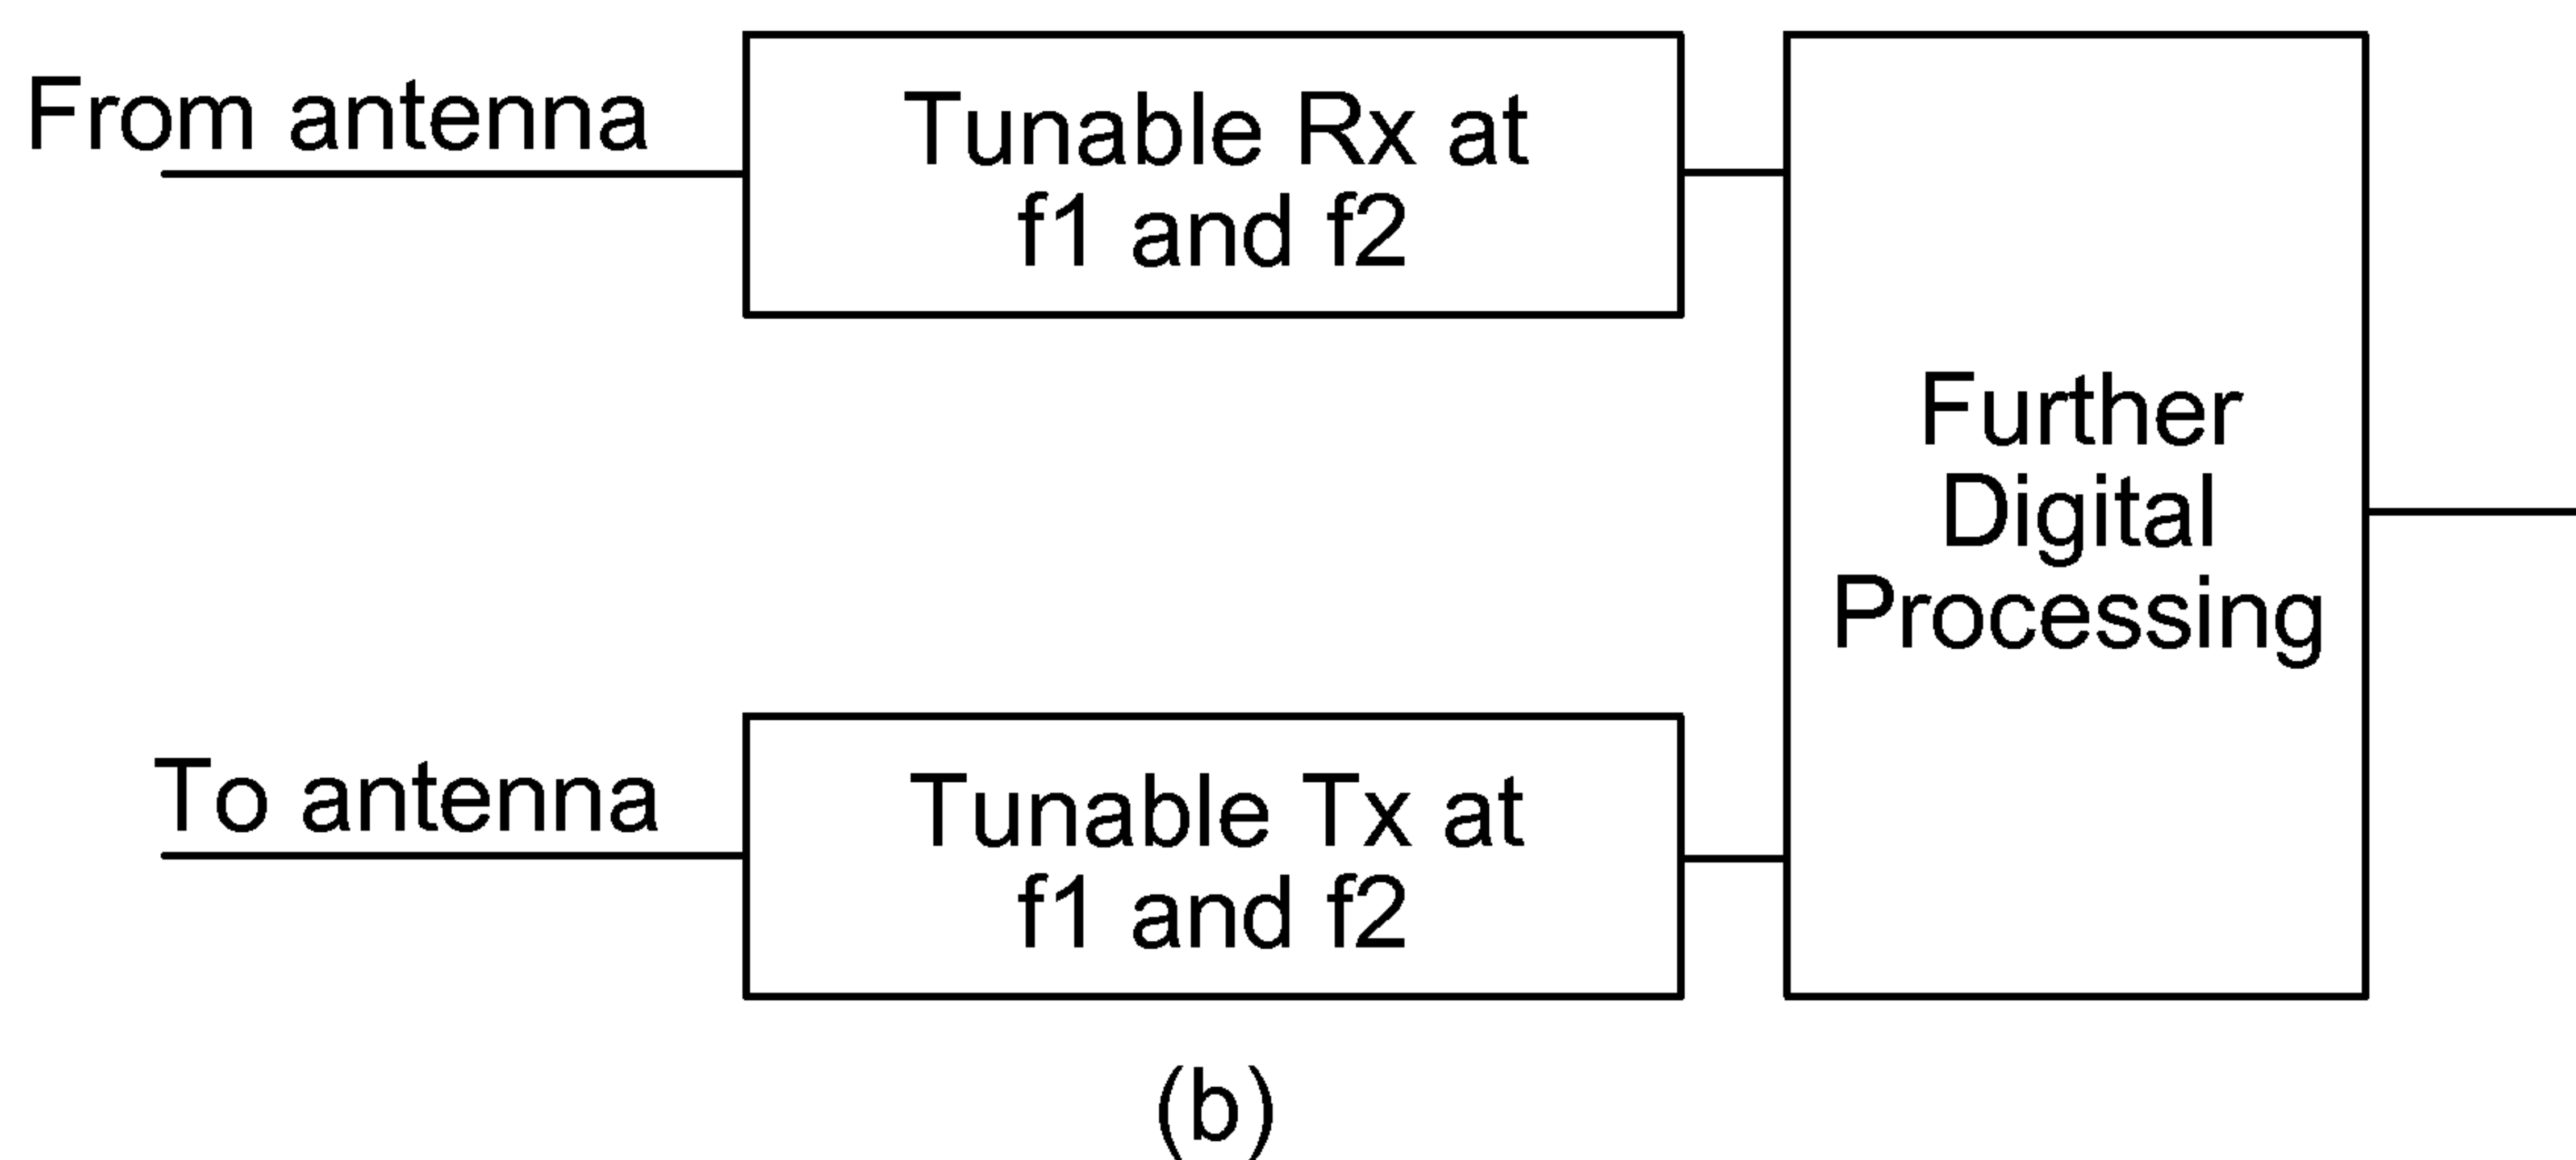 From antenna
Tunable Rx at
f1 and f2
Further
Digital
Processing
To antenna
Tunable Tx at
f1 and f2
(b)